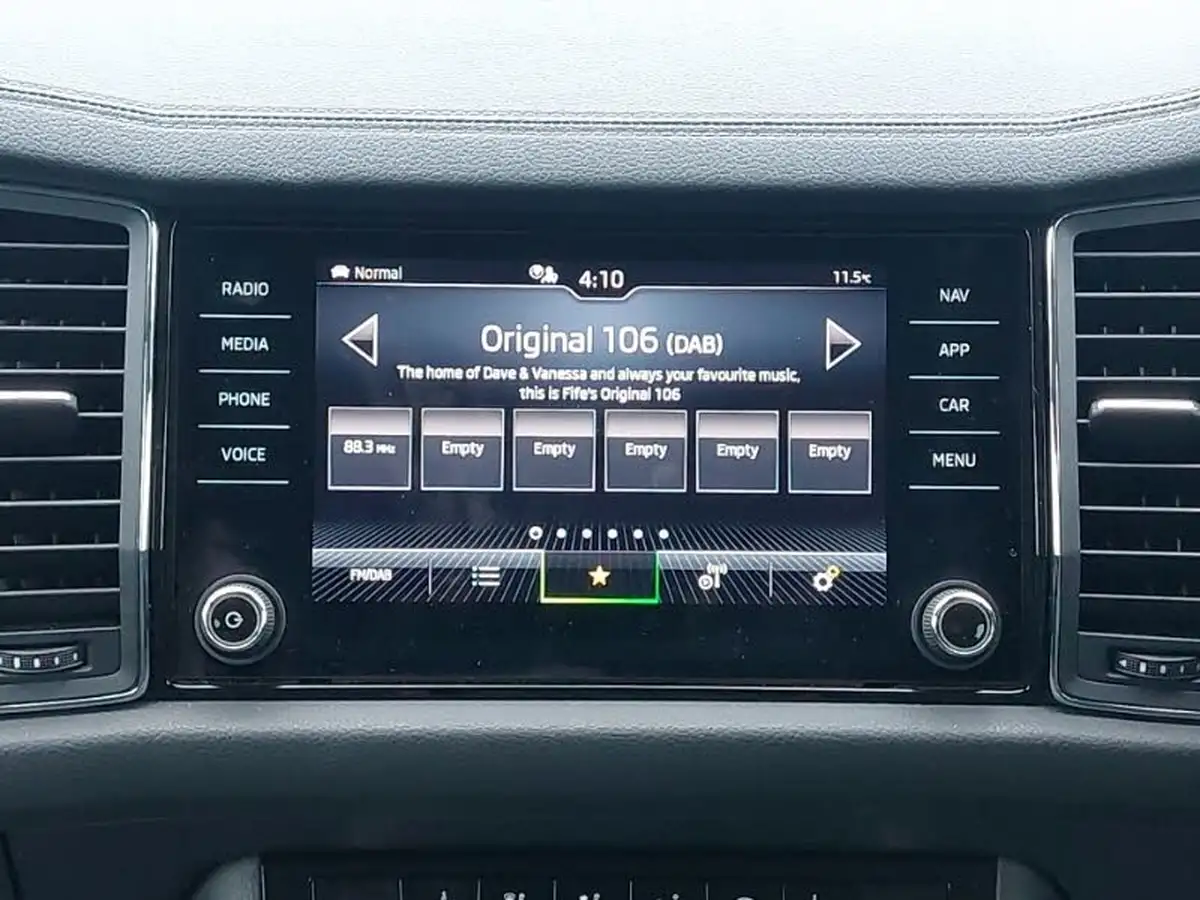 RADIO
MEDIA
PHONE
VOICE
Normal
4:10
11.5°C
Original 106 (DAB)
The home of Dave & Vanessa and always your favourite music,
this is Fife's Original 106
88.3 MHz
Empty
Empty
Empty
Empty
Empty
FM/DAB
NAV
APP
CAR
MENU